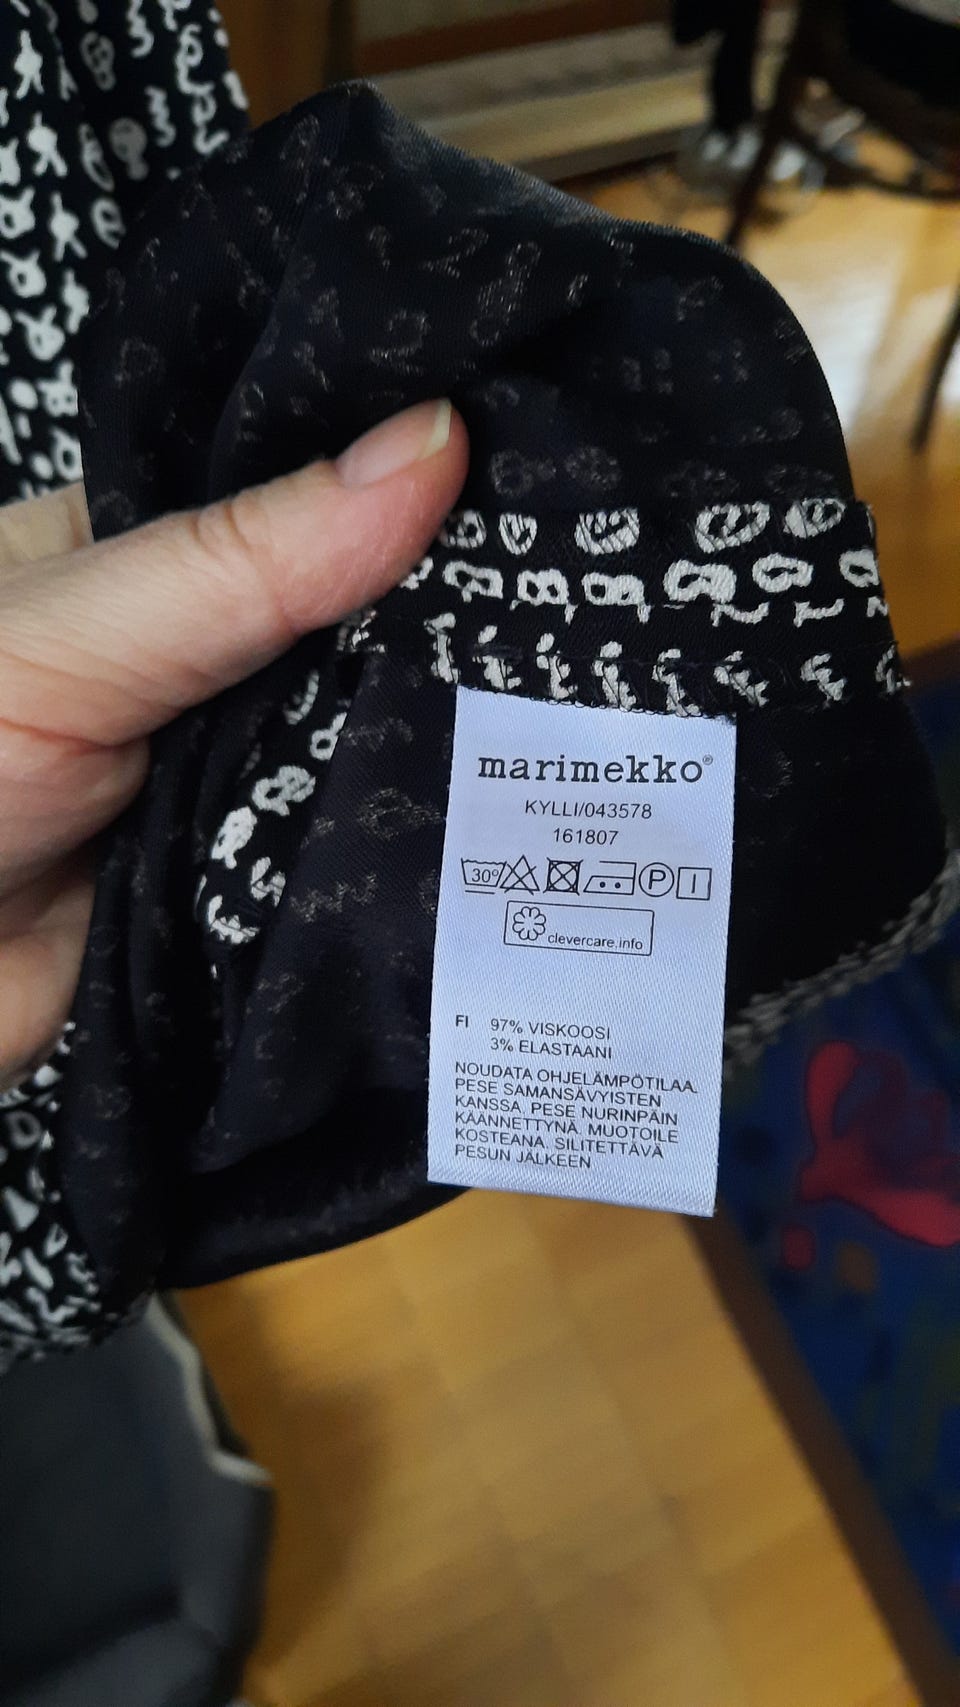 marimekko®
KYLLI/043578
161807
30° P
clevercare.info
FI 97% VISKOOSI
3% ELASTAANI
NOUDATA OHJELÄMPÖTILAA.
PESE SAMANSÄVYISTEN
KANSSA. PESE NURINPÄIN
KÄÄNNETTYNÄ. MUOTOILE
KOSTEANA. SILITETTÄVÄ
PESUN JÄLKEEN